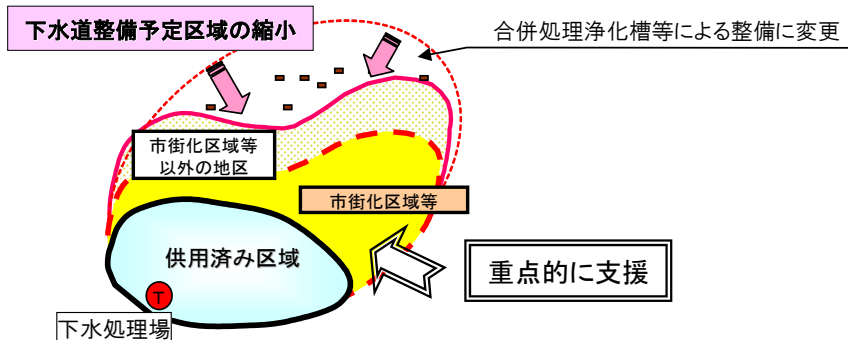 下水道整備予定区域の縮小
合併処理浄化槽等による整備に変更
市街化区域等
以外の地区
市街化区域等
供用済み区域
重点的に支援
T
下水処理場